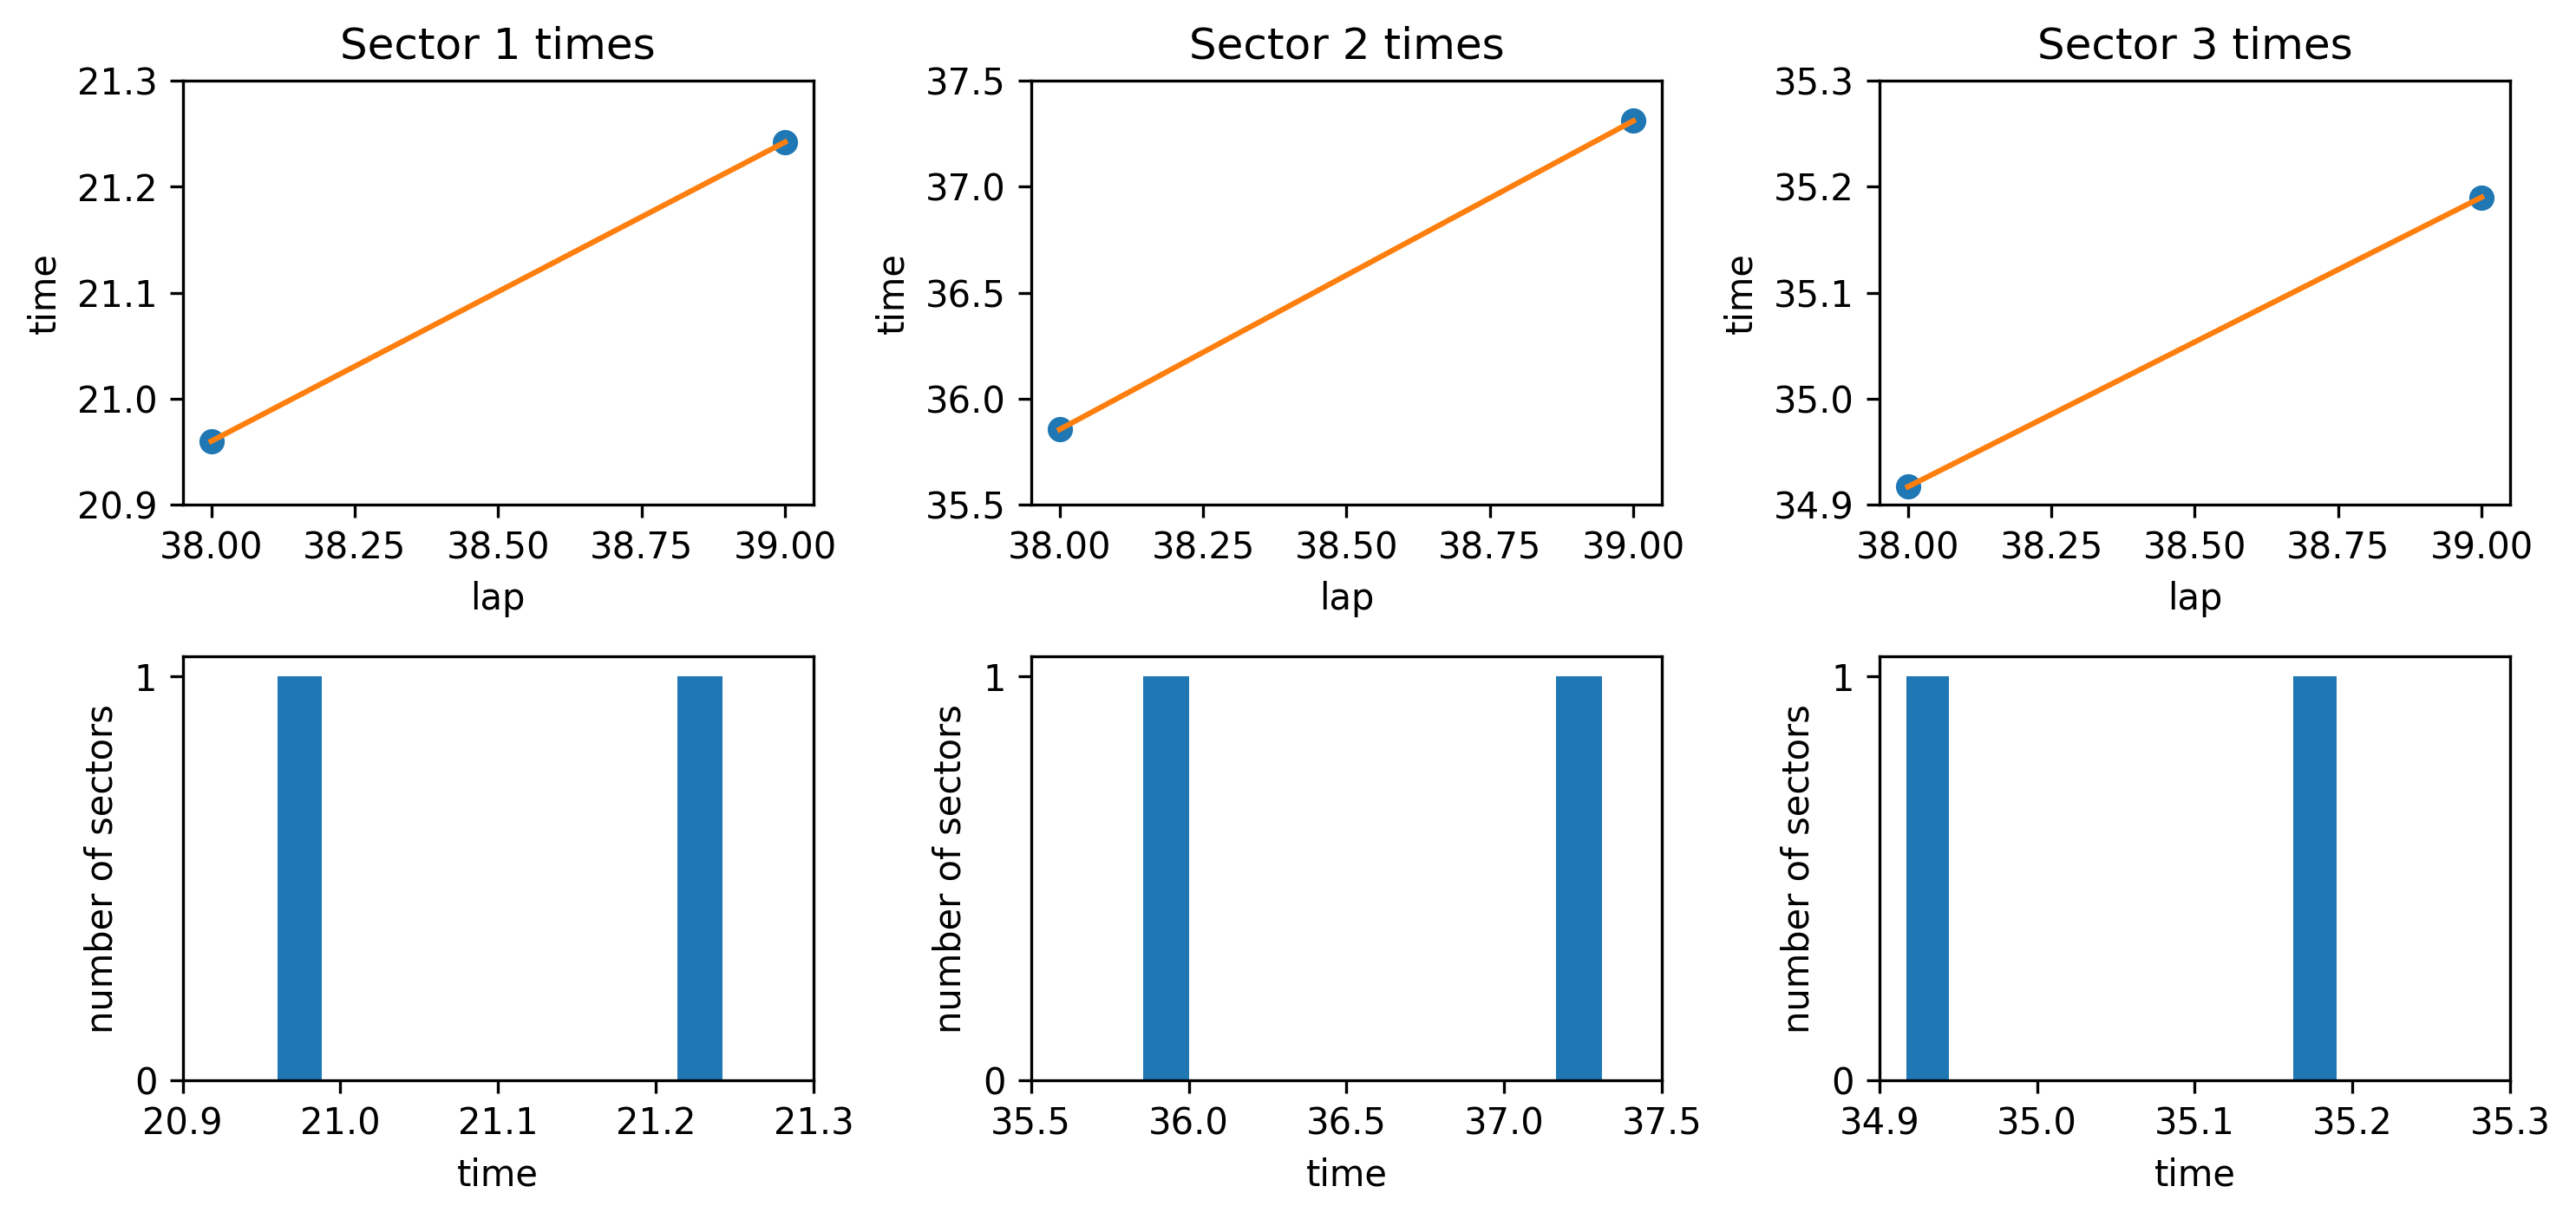 Sector 1 times
Sector 2 times
Sector 3 times
21.3
21.2
21.1
21.0
20.9
time
38.00 38.25 38.50 38.75 39.00
lap
37.5
37.0
36.5
36.0
35.5
time
38.00 38.25 38.50 38.75 39.00
lap
35.3
35.2
35.1
35.0
34.9
time
38.00 38.25 38.50 38.75 39.00
lap
1
0
number of sectors
20.9 21.0 21.1 21.2 21.3
time
1
0
number of sectors
35.5 36.0 36.5 37.0 37.5
time
1
0
number of sectors
34.9 35.0 35.1 35.2 35.3
time